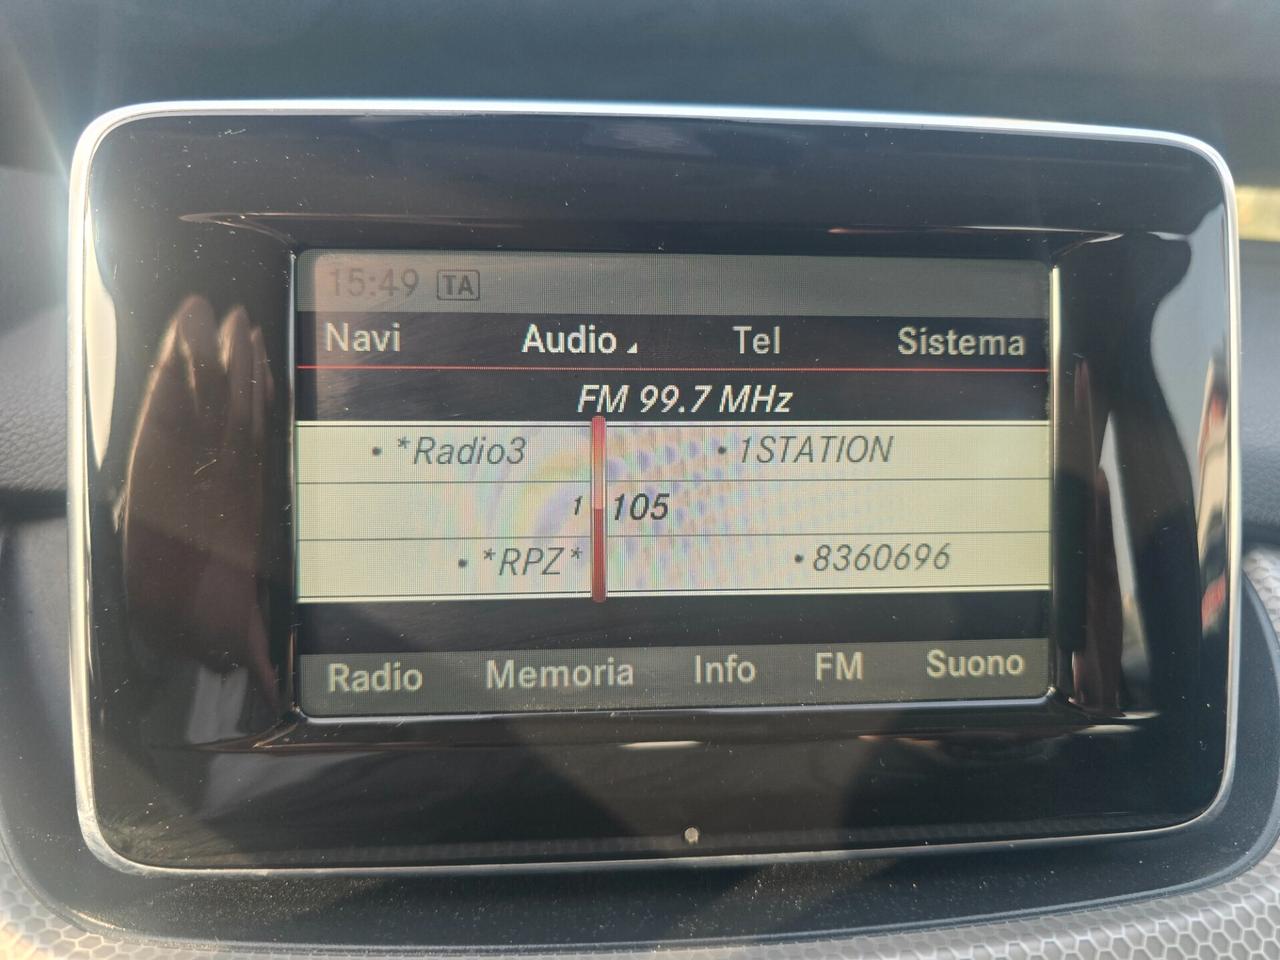 15:49 TA
Navi Audio Tel Sistema
FM 99.7 MHz
• *Radio3 • 1STATION
1 105
• *RPZ* • 8360696
Radio Memoria Info FM Suono